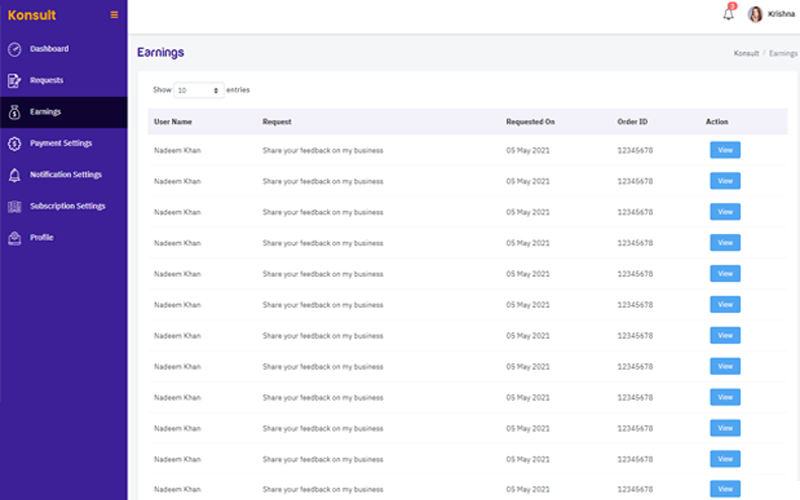 Konsult
3
Krishna
Dashboard
Requests
Earnings
Payment Settings
Notification Settings
Subscription Settings
Profile
Earnings
Konsult / Earnings
Show 10 entries
User Name Request Requested On Order ID Action
Nadeem Khan Share your feedback on my business 05 May 2021 12345678 View
Nadeem Khan Share your feedback on my business 05 May 2021 12345678 View
Nadeem Khan Share your feedback on my business 05 May 2021 12345678 View
Nadeem Khan Share your feedback on my business 05 May 2021 12345678 View
Nadeem Khan Share your feedback on my business 05 May 2021 12345678 View
Nadeem Khan Share your feedback on my business 05 May 2021 12345678 View
Nadeem Khan Share your feedback on my business 05 May 2021 12345678 View
Nadeem Khan Share your feedback on my business 05 May 2021 12345678 View
Nadeem Khan Share your feedback on my business 05 May 2021 12345678 View
Nadeem Khan Share your feedback on my business 05 May 2021 12345678 View
Nadeem Khan Share your feedback on my business 05 May 2021 12345678 View
Nadeem Khan Share your feedback on my business 05 May 2021 12345678 View